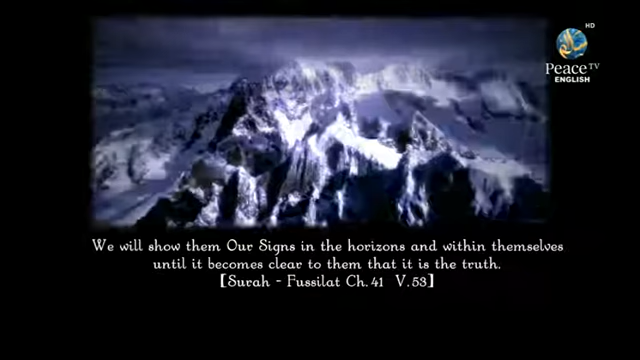 HD
Peace TV
ENGLISH
We will show them Our Signs in the horizons and within themselves
until it becomes clear to them that it is the truth.
[Surah - Fussilat Ch. 41 V. 53]